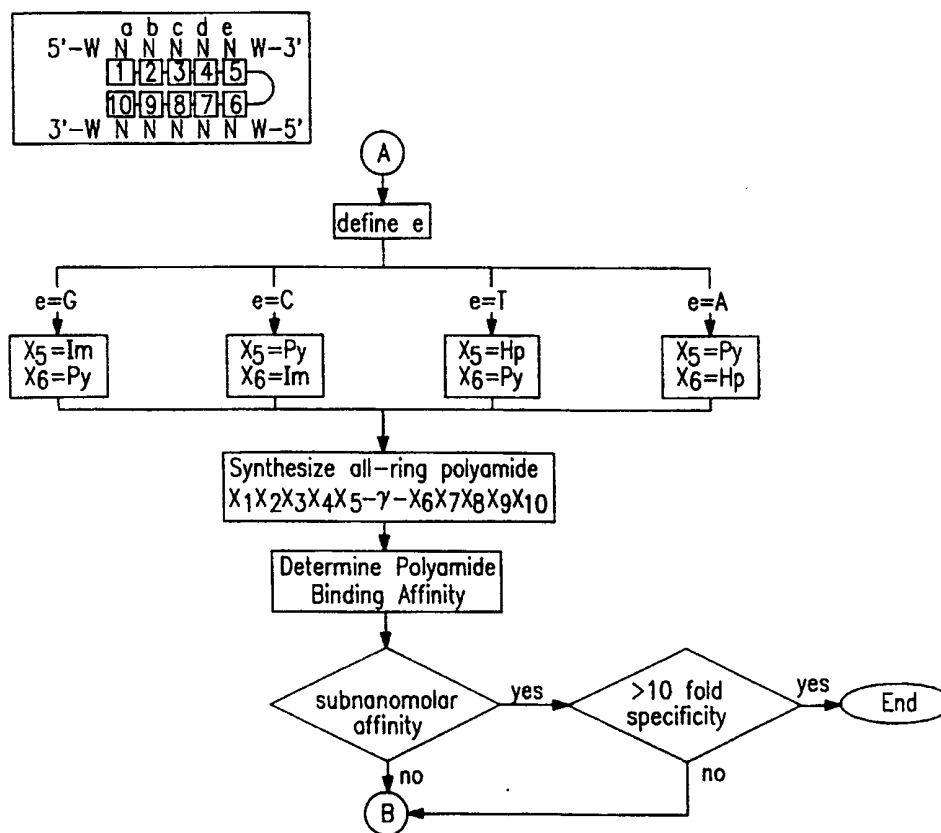 a b c d e
5'-W N N N N N W-3'
1 2 3 4 5
10 9 8 7 6
3'-W N N N N N W-5'
A
define e
e=G e=C e=T e=A
X5=Im X5=Py X5=Hp X5=Py
X6=Py X6=Im X6=Py X6=Hp
Synthesize all-ring polyamide
X1X2X3X4X5-γ-X6X7X8X9X10
Determine Polyamide
Binding Affinity
subnanomolar
affinity
yes
>10 fold
specificity
yes
End
no
no
B